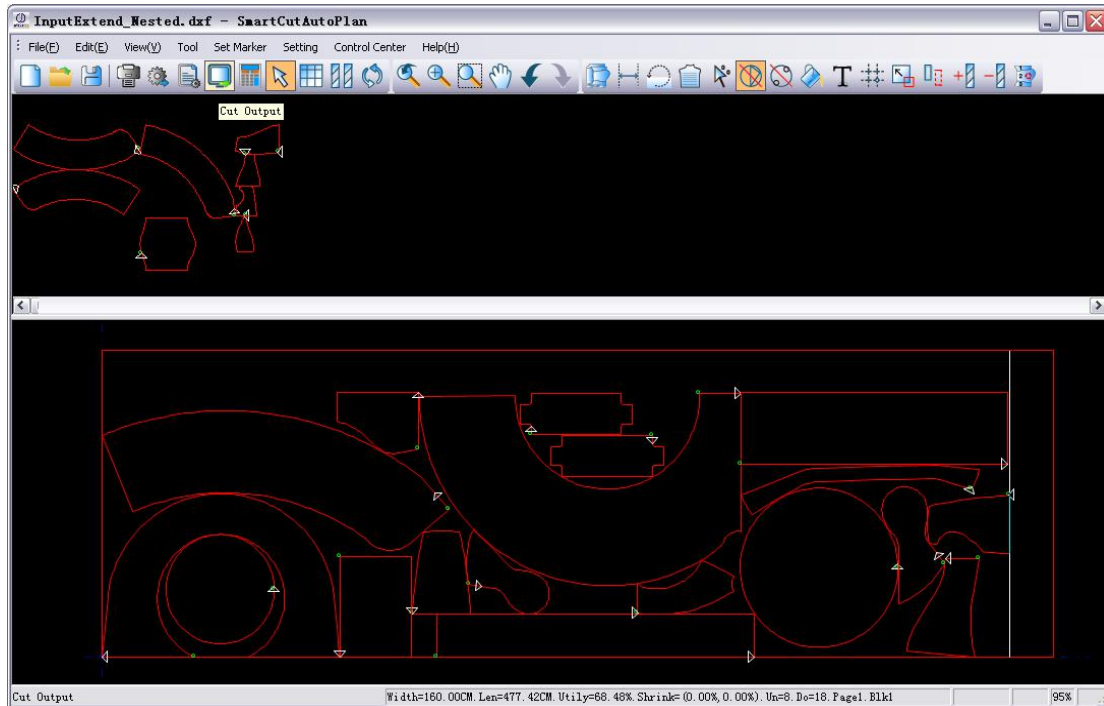 InputExtend_Nested.dxf - SmartCutAutoPlan
File(F) Edit(E) View(V) Tool Set Marker Setting Control Center Help(H)
T
Cut Output
Cut Output Width=160.00CM.Len=477.42CM.Utily=68.48%.Shrink=(0.00%,0.00%).Un=8.Do=18.Page1.Blk1 95%